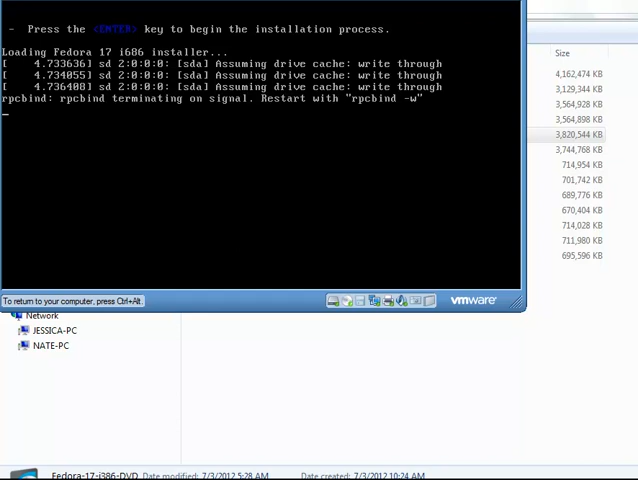 - Press the <ENTER> key to begin the installation process.
Loading Fedora 17 i686 installer...
[ 4.733636] sd 2:0:0:0: [sda] Assuming drive cache: write through
[ 4.734055] sd 2:0:0:0: [sda] Assuming drive cache: write through
[ 4.736408] sd 2:0:0:0: [sda] Assuming drive cache: write through
rpcbind: rpcbind terminating on signal. Restart with "rpcbind -w"
Size
4,162,474 KB
3,129,344 KB
3,564,928 KB
3,564,898 KB
3,820,544 KB
3,744,768 KB
714,954 KB
701,742 KB
689,776 KB
670,404 KB
714,028 KB
711,980 KB
695,596 KB
To return to your computer, press Ctrl+Alt.
vmware
Network
JESSICA-PC
NATE-PC
Fedora-17-i386-DVD Date modified: 7/3/2012 5:28 AM Date created: 7/3/2012 10:24 AM